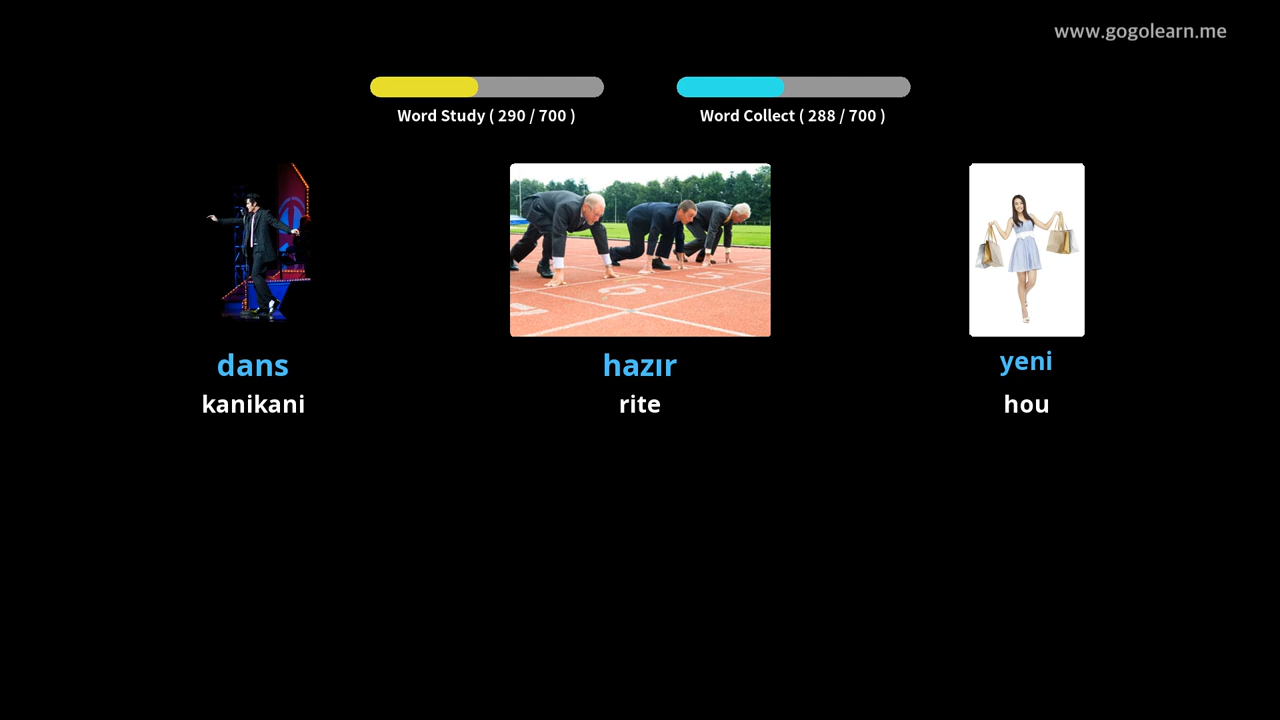 www.gogolearn.me
Word Study ( 290 / 700 )
Word Collect ( 288 / 700 )
dans
hazır
yeni
kanikani
rite
hou